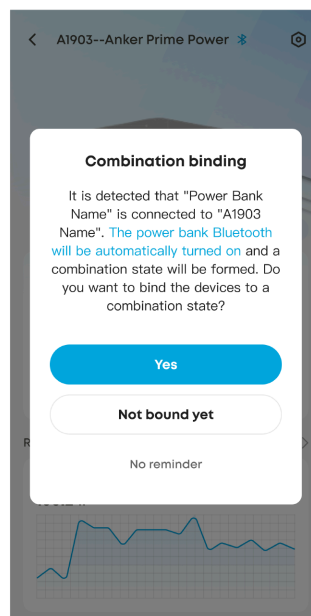 A1903--Anker Prime Power
Combination binding
It is detected that "Power Bank
Name" is connected to "A1903
Name". The power bank Bluetooth
will be automatically turned on and a
combination state will be formed. Do
you want to bind the devices to a
combination state?
Yes
Not bound yet
R
No reminder